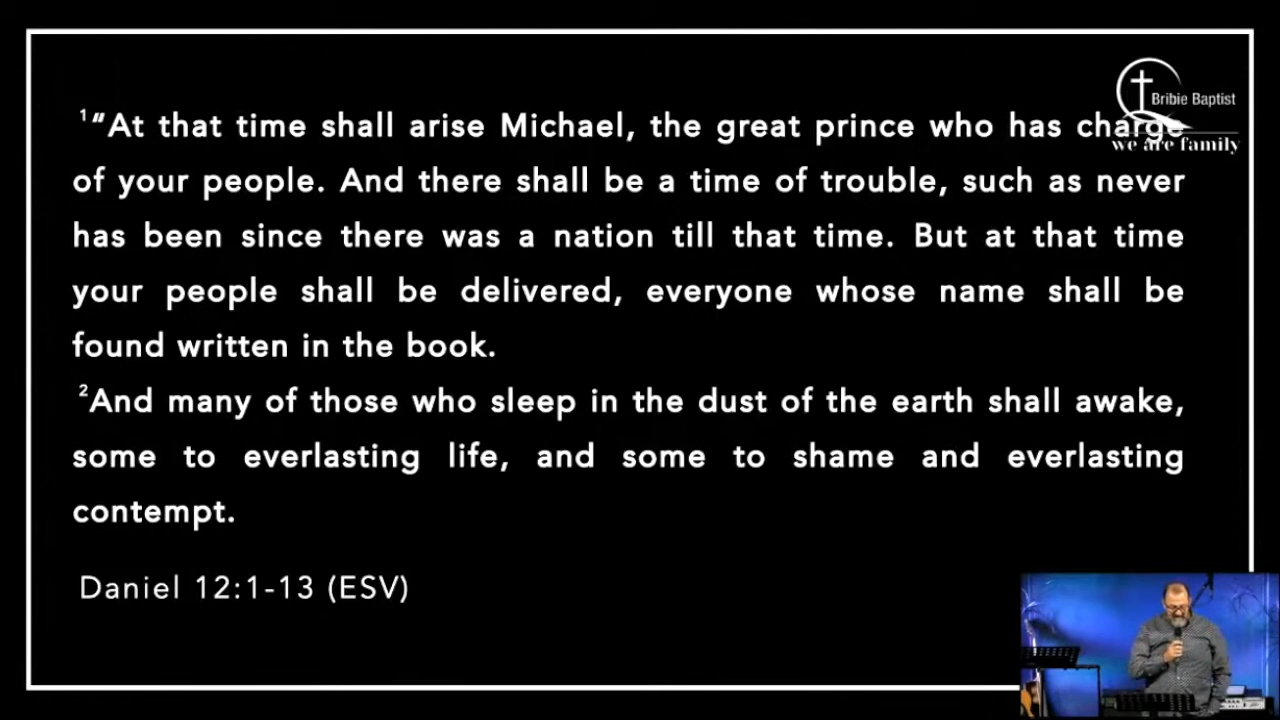 Bribie Baptist
we are family
¹“At that time shall arise Michael, the great prince who has charge
of your people. And there shall be a time of trouble, such as never
has been since there was a nation till that time. But at that time
your people shall be delivered, everyone whose name shall be
found written in the book.
²And many of those who sleep in the dust of the earth shall awake,
some to everlasting life, and some to shame and everlasting
contempt.
Daniel 12:1-13 (ESV)